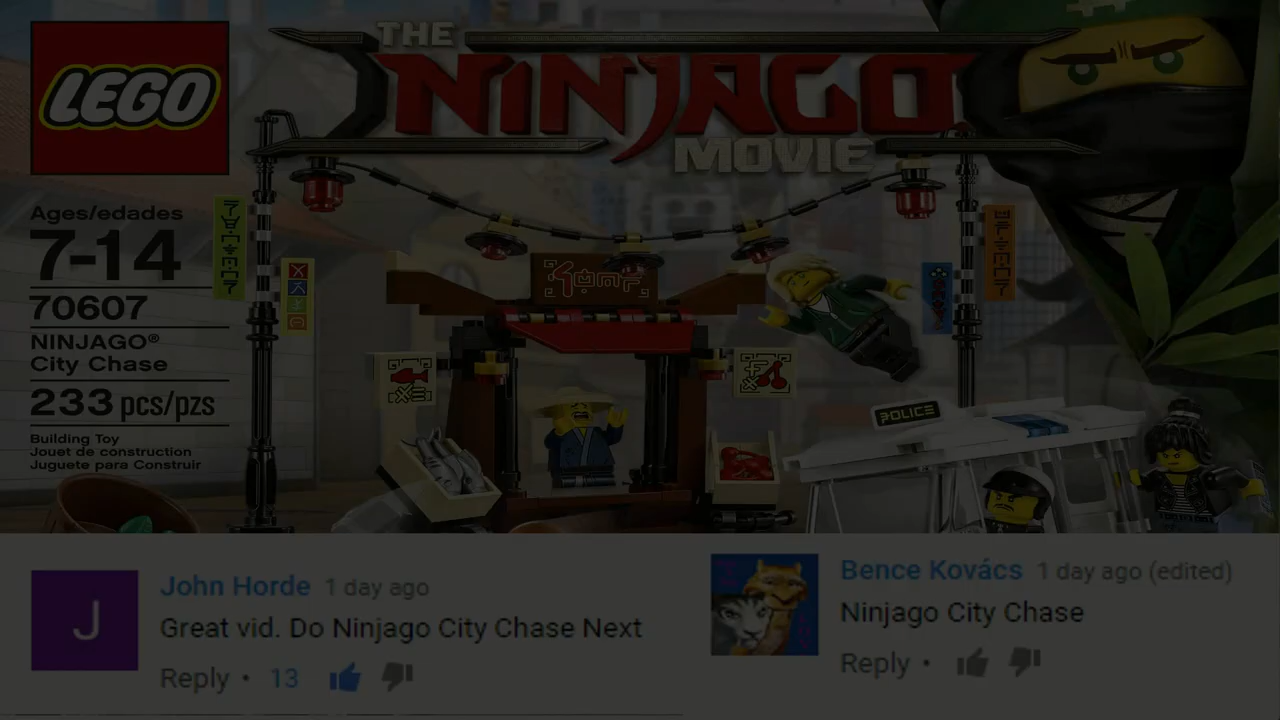 THE
NINJAGO
MOVIE
LEGO
Ages/edades
7-14
70607
NINJAGO®
City Chase
233 pcs/pzs
Building Toy
Jouet de construction
Juguete para Construir
POLICE
J
John Horde 1 day ago
Great vid. Do Ninjago City Chase Next
Reply • 13
Bence Kovács 1 day ago (edited)
Ninjago City Chase
Reply •